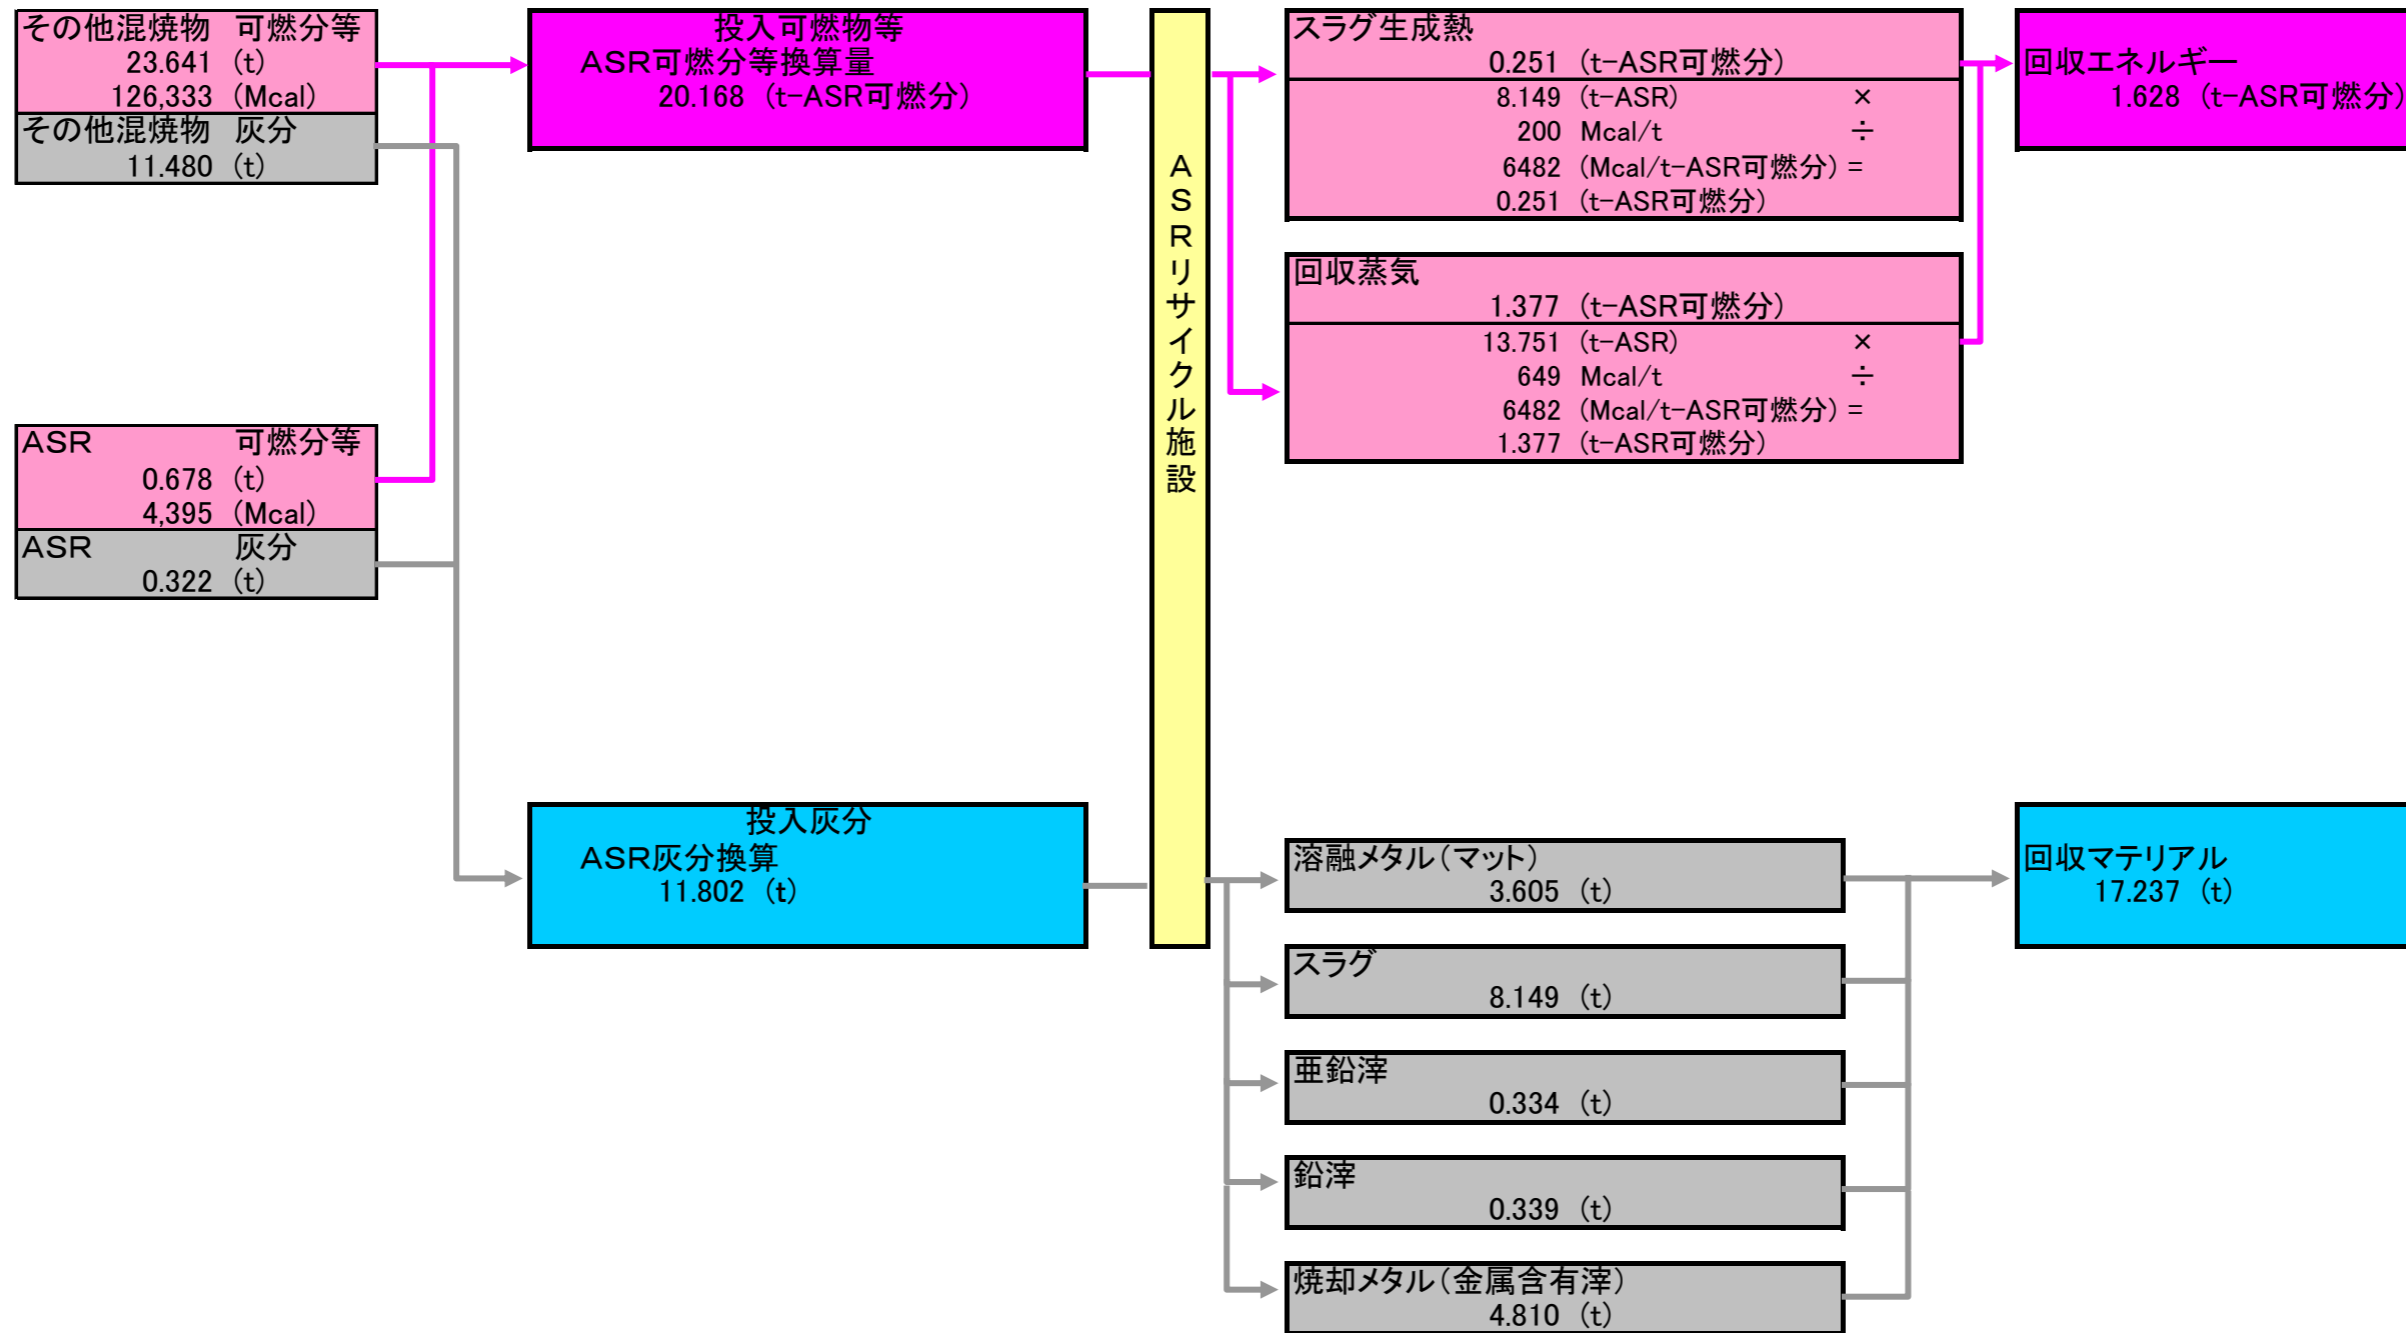 その他混焼物 可燃分等
23.641 (t)
126,333 (Mcal)
その他混焼物 灰分
11.480 (t)
ASR 可燃分等
0.678 (t)
4,395 (Mcal)
ASR 灰分
0.322 (t)
投入可燃物等
ASR可燃分等換算量
20.168 (t-ASR可燃分)
投入灰分
ASR灰分換算
11.802 (t)
ASRリサイクル施設
スラグ生成熱
0.251 (t-ASR可燃分)
8.149 (t-ASR) ×
200 Mcal/t ÷
6482 (Mcal/t-ASR可燃分) =
0.251 (t-ASR可燃分)
回収蒸気
1.377 (t-ASR可燃分)
13.751 (t-ASR) ×
649 Mcal/t ÷
6482 (Mcal/t-ASR可燃分) =
1.377 (t-ASR可燃分)
溶融メタル(マット)
3.605 (t)
スラグ
8.149 (t)
亜鉛滓
0.334 (t)
鉛滓
0.339 (t)
焼却メタル(金属含有滓)
4.810 (t)
回収エネルギー
1.628 (t-ASR可燃分)
回収マテリアル
17.237 (t)